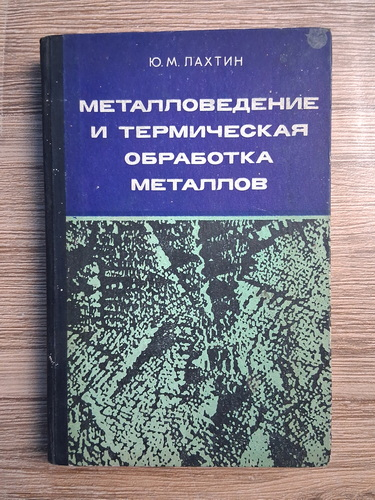 Ю. М. ЛАХТИН
МЕТАЛЛОВЕДЕНИЕ
И ТЕРМИЧЕСКАЯ
ОБРАБОТКА
МЕТАЛЛОВ